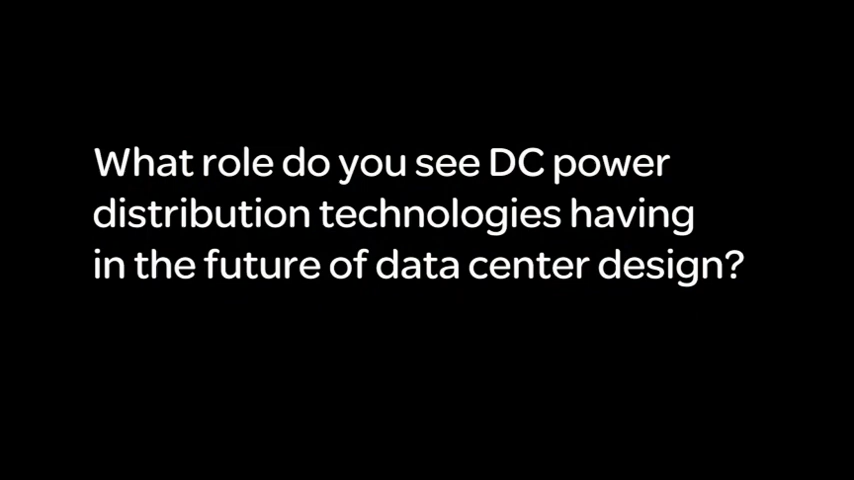 What role do you see DC power
distribution technologies having
in the future of data center design?